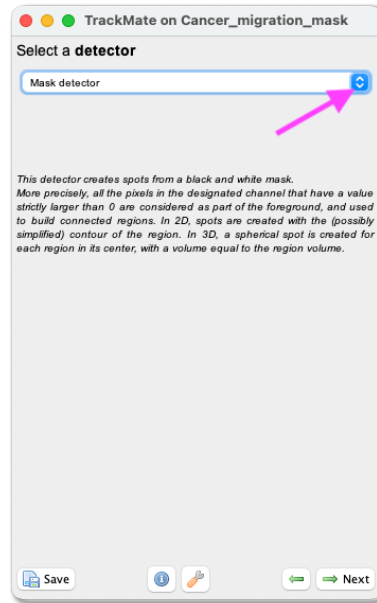 TrackMate on Cancer_migration_mask
Select a detector
Mask detector
This detector creates spots from a black and white mask.
More precisely, all the pixels in the designated channel that have a value
strictly larger than 0 are considered as part of the foreground, and used
to build connected regions. In 2D, spots are created with the (possibly
simplified) contour of the region. In 3D, a spherical spot is created for
each region in its center, with a volume equal to the region volume.
Save
Next